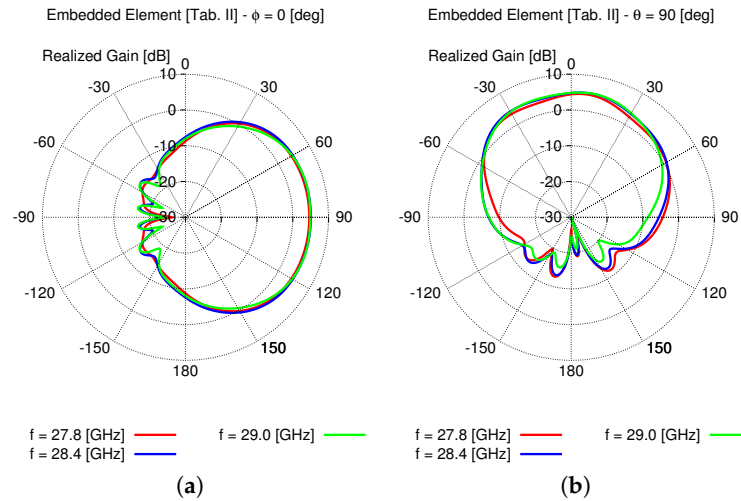 Embedded Element [Tab. II] - ϕ = 0 [deg]
Realized Gain [dB]
0
10
0
-10
-20
-30
-30
30
-60
60
-90
90
-120
120
-150
150
180
f = 27.8 [GHz]
f = 29.0 [GHz]
f = 28.4 [GHz]
(a)
Embedded Element [Tab. II] - θ = 90 [deg]
Realized Gain [dB]
0
10
0
-10
-20
-30
-30
30
-60
60
-90
90
-120
120
-150
150
180
f = 27.8 [GHz]
f = 29.0 [GHz]
f = 28.4 [GHz]
(b)